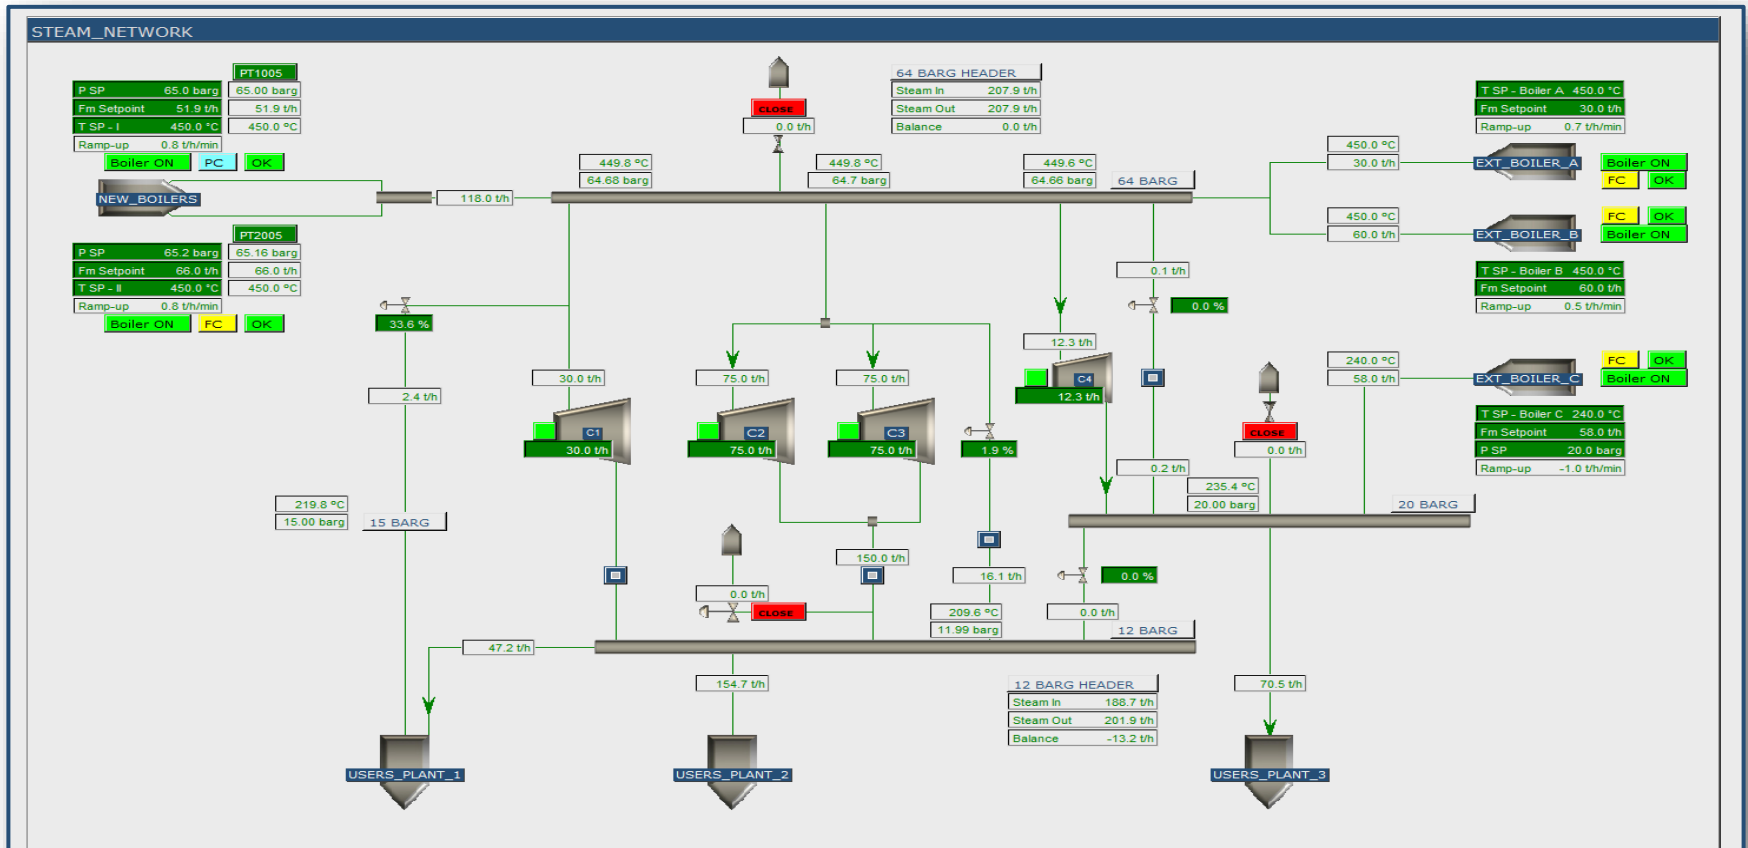 STEAM_NETWORK
PT1005
P SP 65.0 barg 65.00 barg
Fm Setpoint 51.9 t/h 51.9 t/h
T SP - I 450.0 °C 450.0 °C
Ramp-up 0.8 t/h/min
Boiler ON PC OK
NEW_BOILERS
118.0 t/h
PT2005
P SP 65.2 barg 65.16 barg
Fm Setpoint 66.0 t/h 66.0 t/h
T SP - II 450.0 °C 450.0 °C
Ramp-up 0.8 t/h/min
Boiler ON FC OK
CLOSE
0.0 t/h
64 BARG HEADER
Steam In 207.9 t/h
Steam Out 207.9 t/h
Balance 0.0 t/h
449.8 °C
64.68 barg
449.8 °C
64.7 barg
449.6 °C
64.66 barg
64 BARG
T SP - Boiler A 450.0 °C
Fm Setpoint 30.0 t/h
Ramp-up 0.7 t/h/min
450.0 °C
30.0 t/h
EXT_BOILER_A
Boiler ON
FC OK
450.0 °C
60.0 t/h
EXT_BOILER_B
FC OK
Boiler ON
T SP - Boiler B 450.0 °C
Fm Setpoint 60.0 t/h
Ramp-up 0.5 t/h/min
33.6 %
2.4 t/h
30.0 t/h
C1
30.0 t/h
75.0 t/h
C2
75.0 t/h
75.0 t/h
C3
75.0 t/h
1.9 %
12.3 t/h
C4
12.3 t/h
0.1 t/h
0.0 %
0.2 t/h
CLOSE
0.0 t/h
240.0 °C
58.0 t/h
EXT_BOILER_C
FC OK
Boiler ON
T SP - Boiler C 240.0 °C
Fm Setpoint 58.0 t/h
P SP 20.0 barg
Ramp-up -1.0 t/h/min
235.4 °C
20.00 barg
20 BARG
219.8 °C
15.00 barg
15 BARG
150.0 t/h
0.0 t/h
CLOSE
16.1 t/h
209.6 °C
11.99 barg
0.0 %
0.0 t/h
12 BARG
47.2 t/h
154.7 t/h
12 BARG HEADER
Steam In 188.7 t/h
Steam Out 201.9 t/h
Balance -13.2 t/h
70.5 t/h
USERS_PLANT_1
USERS_PLANT_2
USERS_PLANT_3